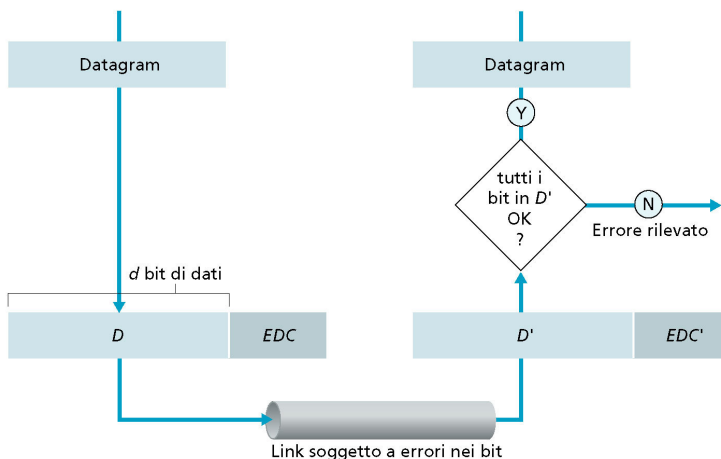 Datagram
Datagram
Y
tutti i
bit in D'
OK
?
N
Errore rilevato
d bit di dati
D
EDC
D'
EDC'
Link soggetto a errori nei bit